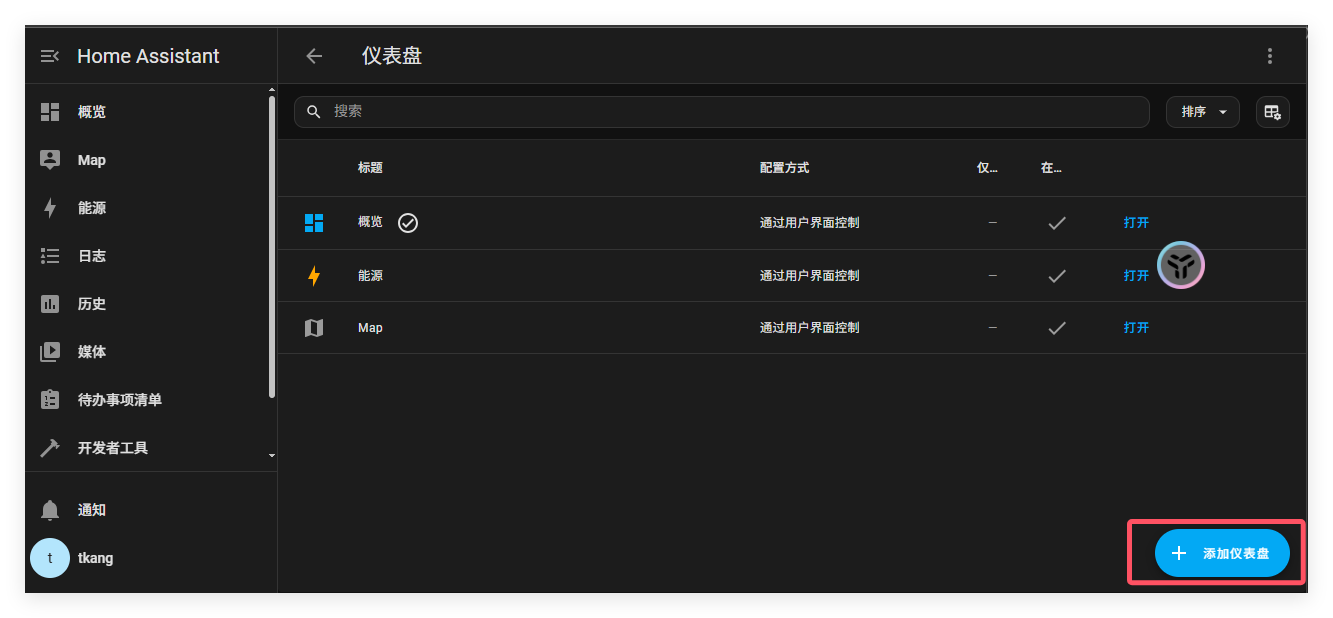 Home Assistant
仪表盘
概览
Map
能源
日志
历史
媒体
待办事项清单
开发者工具
通知
t
tkang
搜索
排序
标题 配置方式 仅... 在...
概览 通过用户界面控制 — 打开
能源 通过用户界面控制 — 打开
Map 通过用户界面控制 — 打开
添加仪表盘